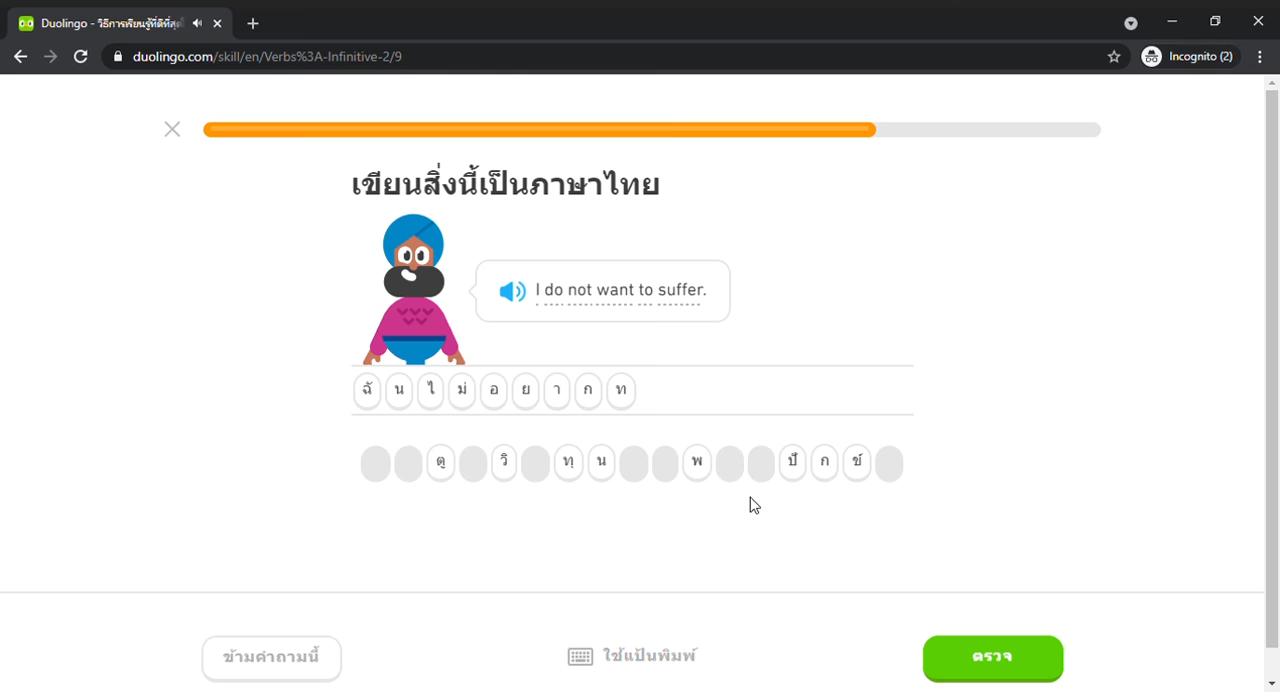 Duolingo - วิธีการเรียนรู้ที่ดีที่สุด
duolingo.com/skill/en/Verbs%3A-Infinitive-2/9
Incognito (2)
เขียนสิ่งนี้เป็นภาษาไทย
I do not want to suffer.
ฉั น ไ ม่ อ ย า ก ท
ตู วิ ทุ น พ ปั ก ข์
ข้ามคำถามนี้
ใช้แป้นพิมพ์
ตรวจ